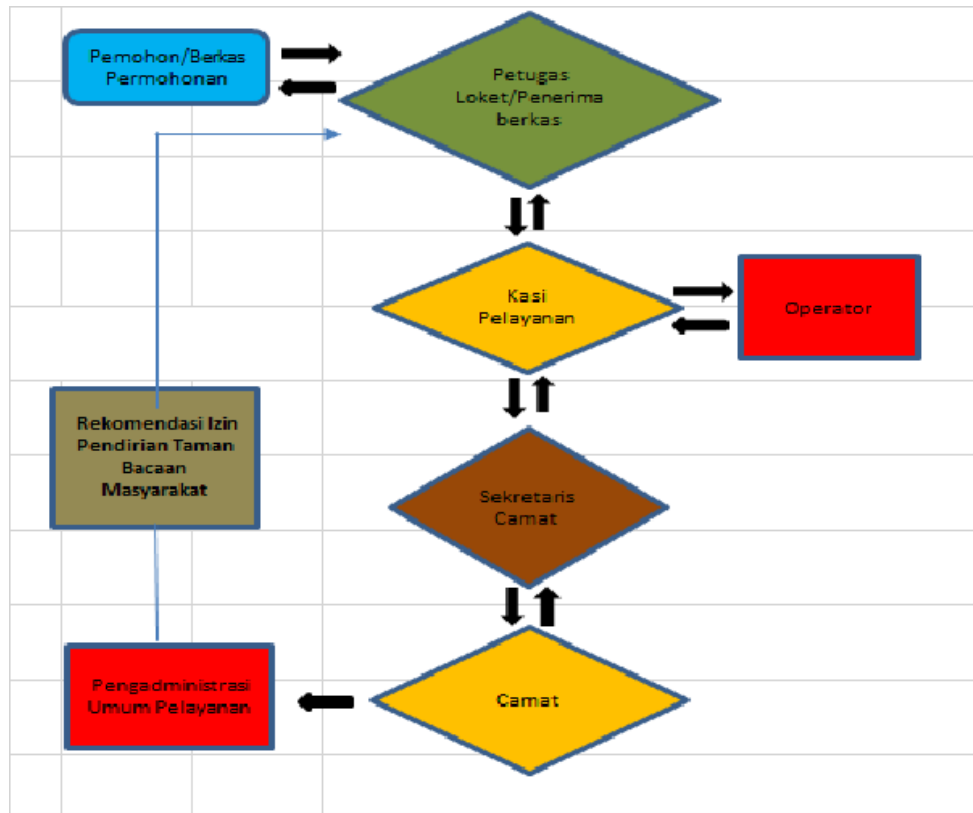 Pemohon/Berkas
Permohonan
Petugas
Loket/Penerima
berkas
Kasi
Pelayanan
Operator
Rekomendasi Izin
Pendirian Taman
Bacaan
Masyarakat
Sekretaris
Camat
Pengadministrasi
Umum Pelayanan
Camat